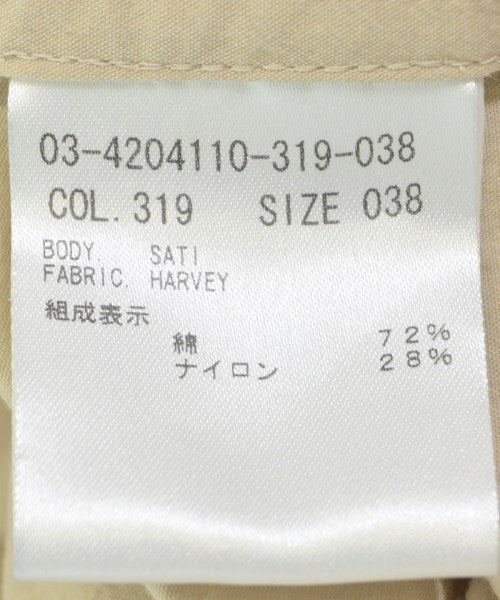 03-4204110-319-038
COL. 319 SIZE 038
BODY. SATI
FABRIC. HARVEY
組成表示
綿 72%
ナイロン 28%